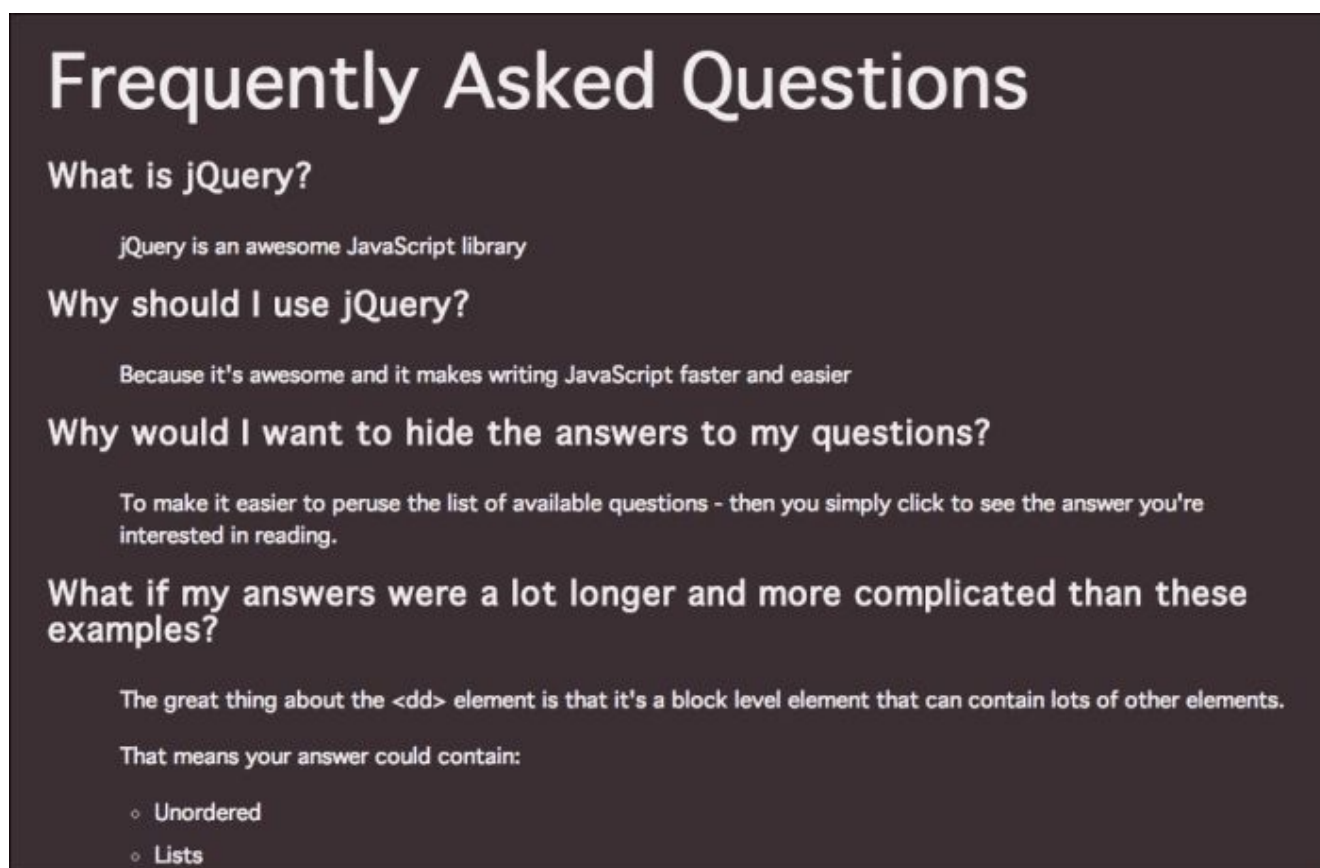 Frequently Asked Questions
What is jQuery?
jQuery is an awesome JavaScript library
Why should I use jQuery?
Because it's awesome and it makes writing JavaScript faster and easier
Why would I want to hide the answers to my questions?
To make it easier to peruse the list of available questions - then you simply click to see the answer you're
interested in reading.
What if my answers were a lot longer and more complicated than these
examples?
The great thing about the <dd> element is that it's a block level element that can contain lots of other elements.
That means your answer could contain:
Unordered
Lists